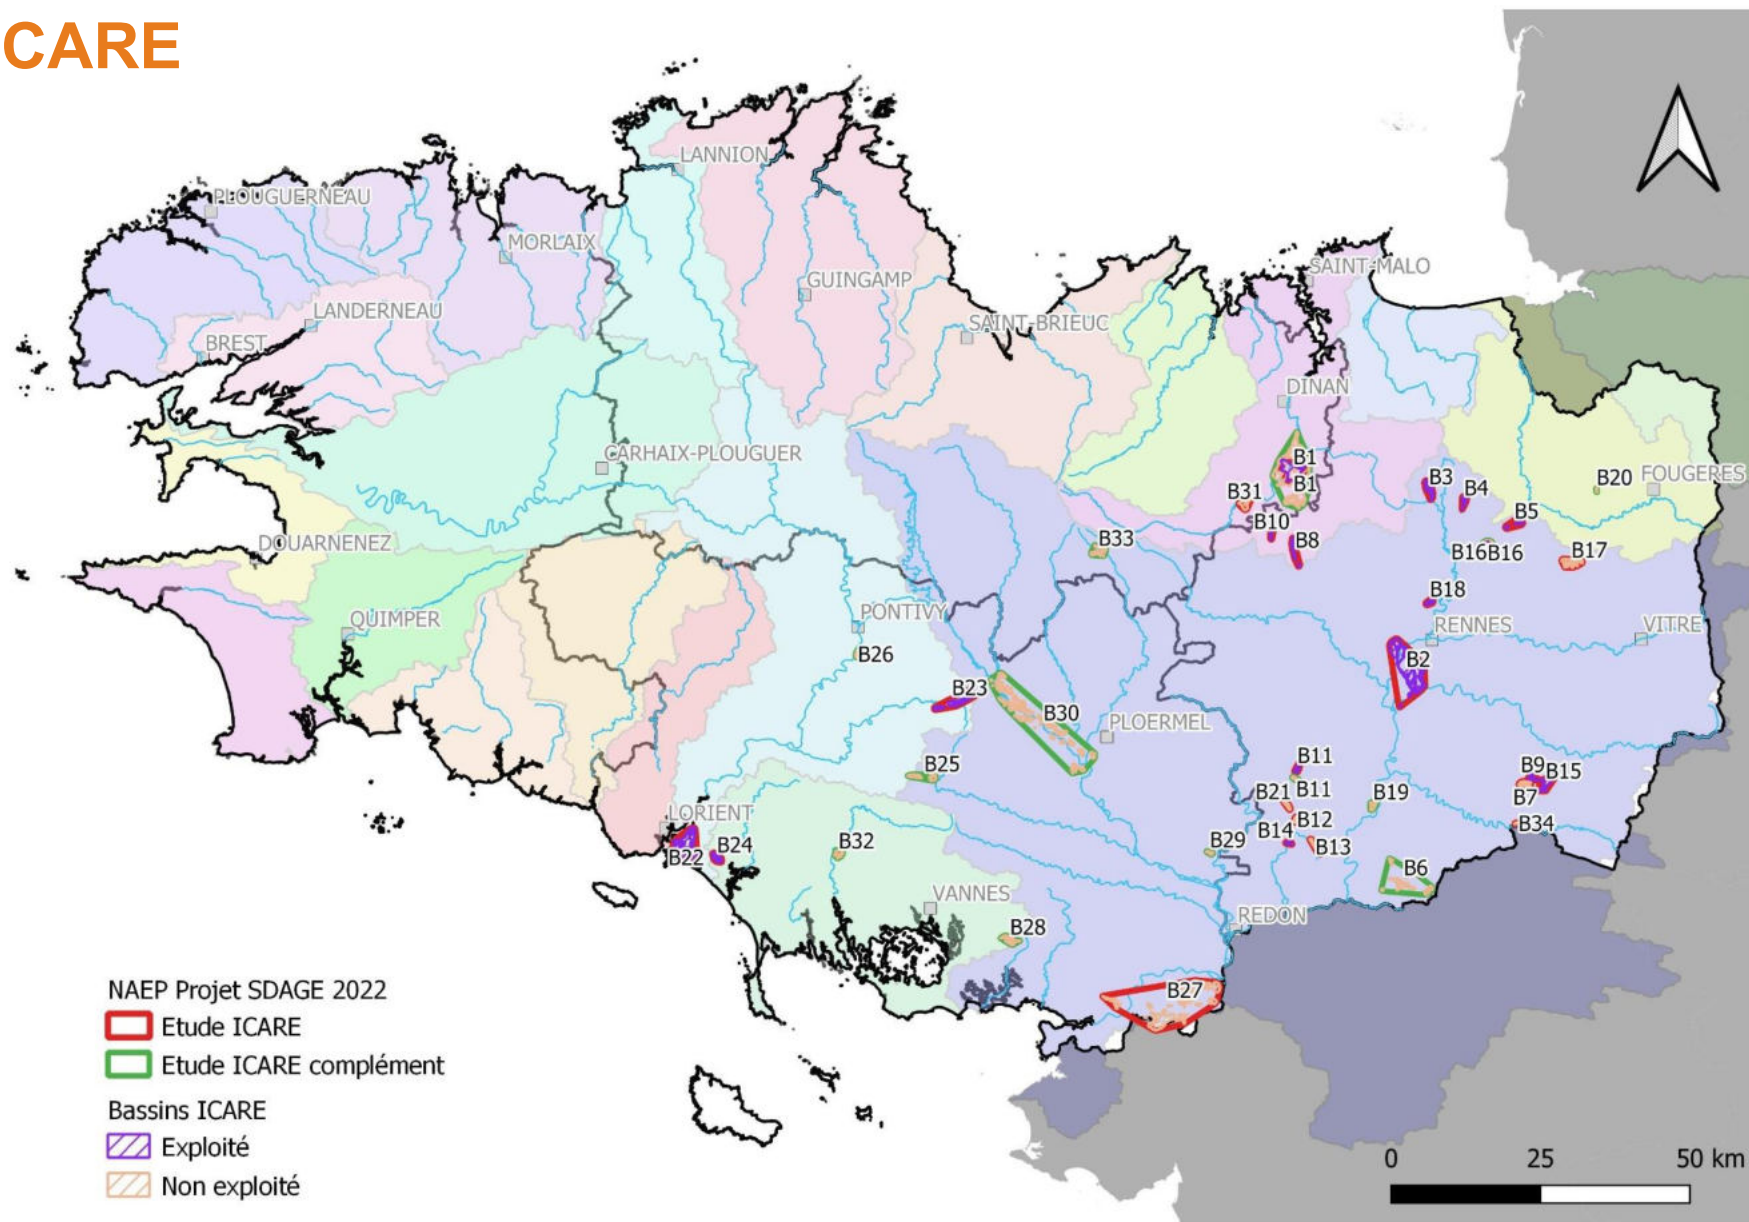 CARE
LANNION
PLOUGUERNEAU
MORLAIX
GUINGAMP
SAINT-MALO
LANDERNEAU
SAINT-BRIEUC
BREST
DINAN
CARHAIX-PLOUGUER
B1
B1
B3
B20
FOUGERES
B31
B4
B5
B10
DOUARNENEZ
B33
B8
B16
B16
B17
B18
QUIMPER
PONTIVY
RENNES
VITRE
B26
B2
B23
B30
PLOERMEL
B25
B11
B9
B15
B21
B11
B19
B7
LORIENT
B12
B34
B14
B22
B24
B32
B29
B13
B6
VANNES
REDON
B28
B27
NAEP Projet SDAGE 2022
Etude ICARE
Etude ICARE complément
Bassins ICARE
Exploité
Non exploité
0 25 50 km